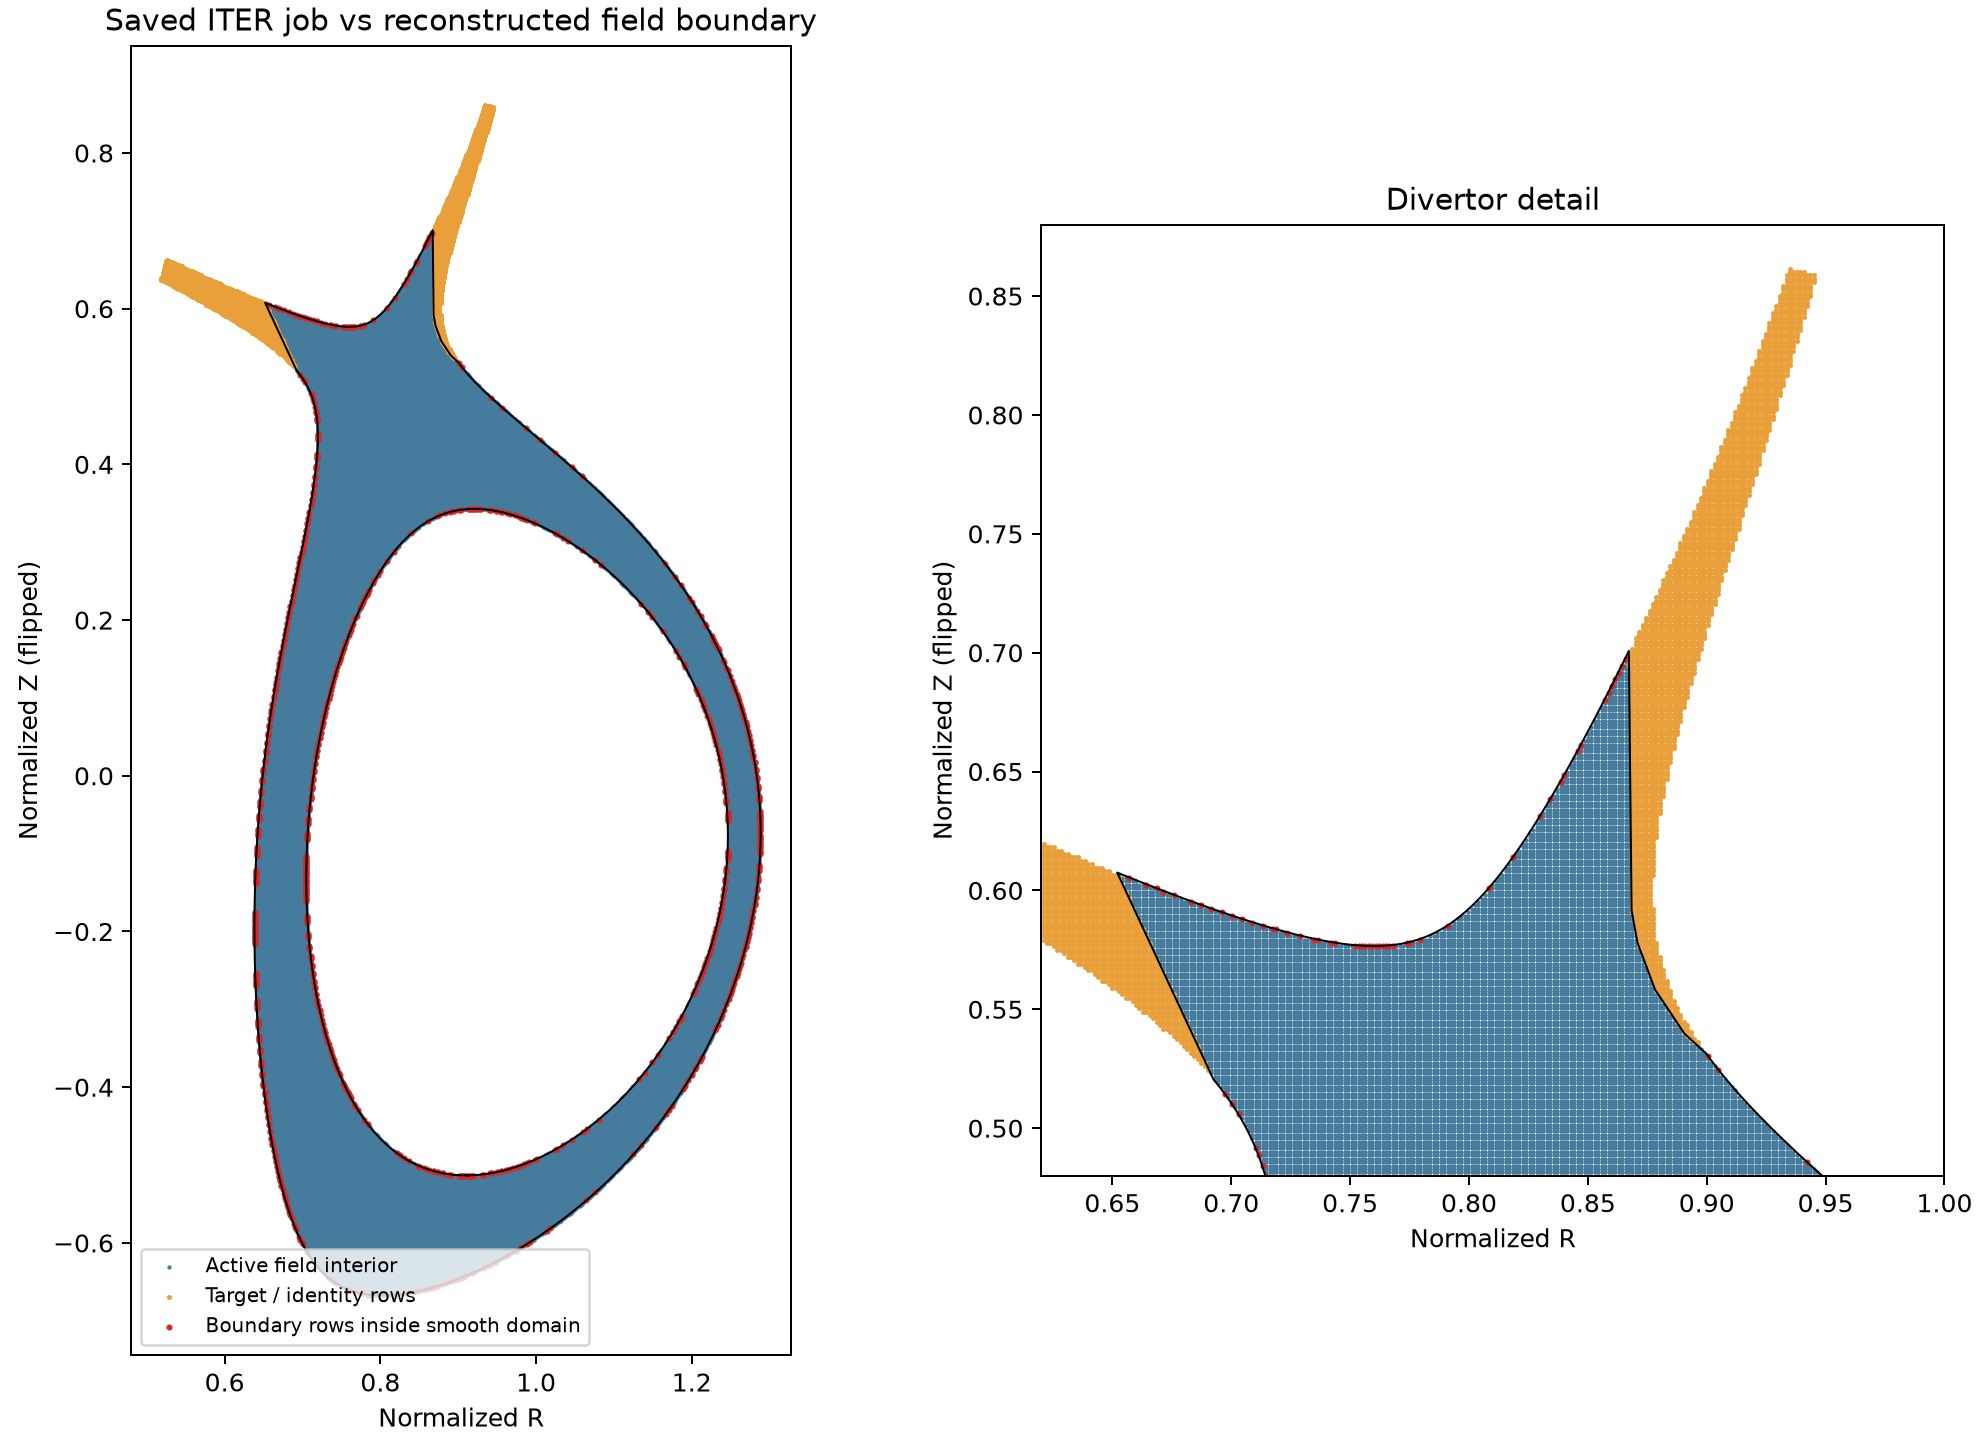 Saved ITER job vs reconstructed field boundary
Normalized Z (flipped)
0.8
0.6
0.4
0.2
0.0
−0.2
−0.4
−0.6
Active field interior
Target / identity rows
Boundary rows inside smooth domain
0.6 0.8 1.0 1.2
Normalized R
Divertor detail
Normalized Z (flipped)
0.85
0.80
0.75
0.70
0.65
0.60
0.55
0.50
0.65 0.70 0.75 0.80 0.85 0.90 0.95 1.00
Normalized R